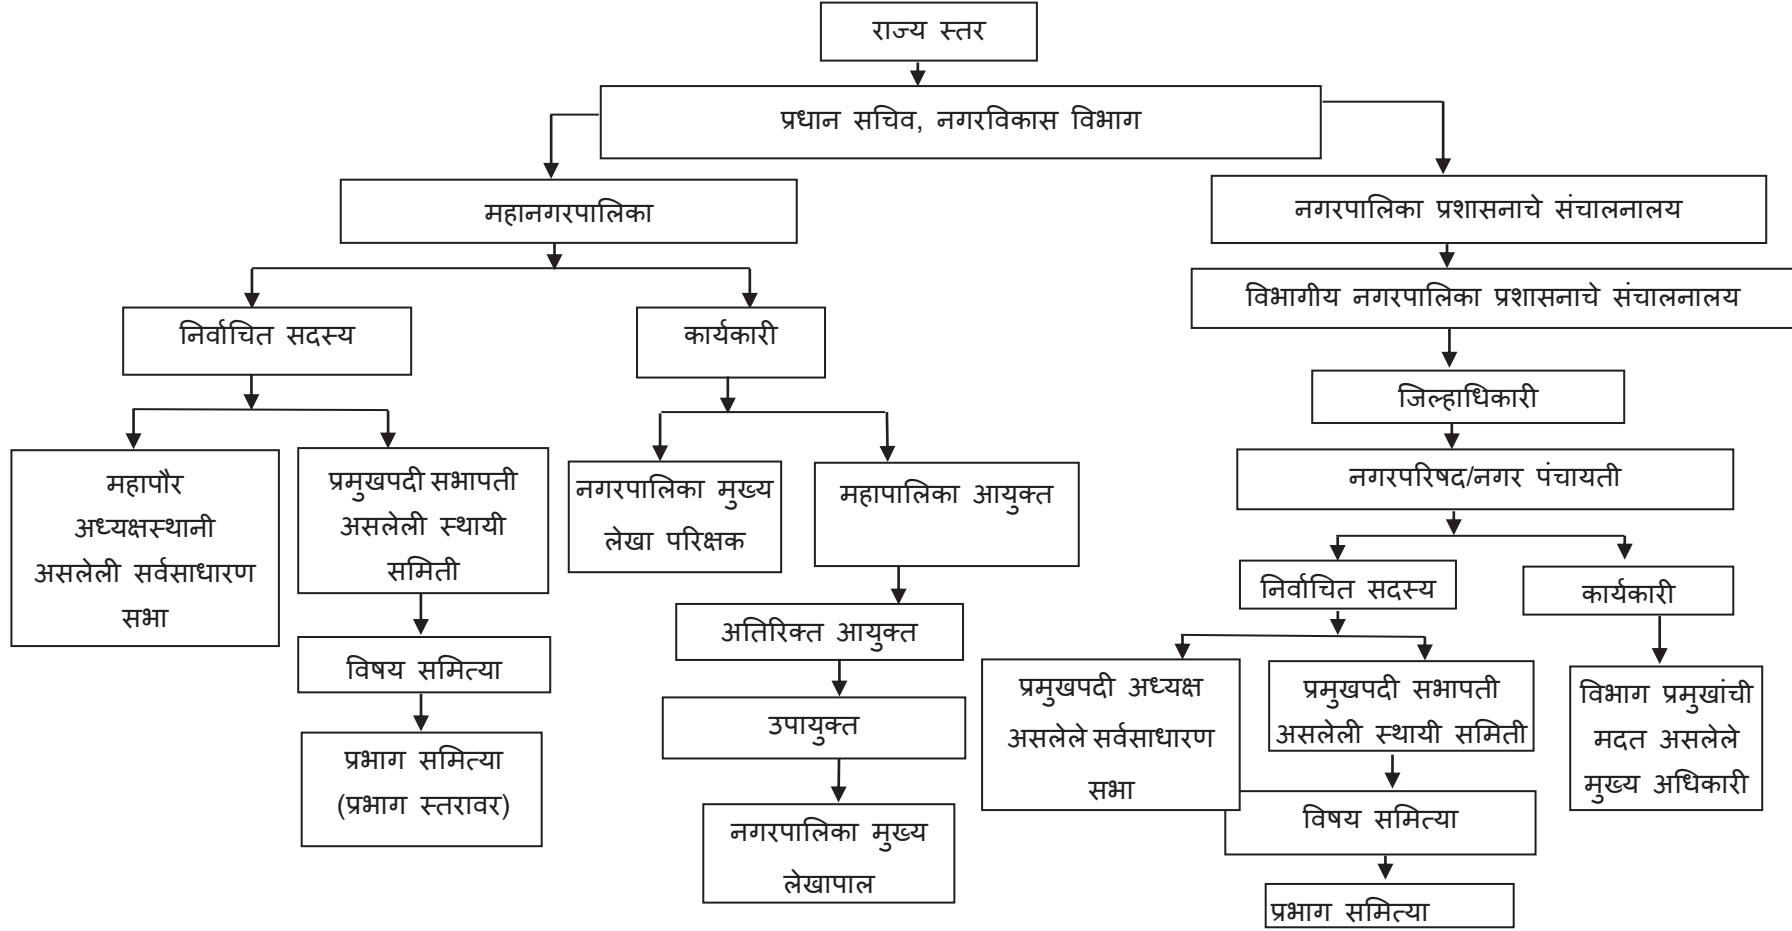 राज्य स्तर
प्रधान सचिव, नगरविकास विभाग
महानगरपालिका
नगरपालिका प्रशासनाचे संचालनालय
विभागीय नगरपालिका प्रशासनाचे संचालनालय
निर्वाचित सदस्य
कार्यकारी
जिल्हाधिकारी
महापौर
अध्यक्षस्थानी
असलेली सर्वसाधारण
सभा
प्रमुखपदी सभापती
असलेली स्थायी
समिती
नगरपालिका मुख्य
लेखा परिक्षक
महापालिका आयुक्त
नगरपरिषद/नगर पंचायती
निर्वाचित सदस्य
कार्यकारी
विषय समित्या
अतिरिक्त आयुक्त
प्रभाग समित्या
(प्रभाग स्तरावर)
उपायुक्त
नगरपालिका मुख्य
लेखापाल
प्रमुखपदी अध्यक्ष
असलेले सर्वसाधारण
सभा
प्रमुखपदी सभापती
असलेली स्थायी समिती
विभाग प्रमुखांची
मदत असलेले
मुख्य अधिकारी
विषय समित्या
प्रभाग समित्या